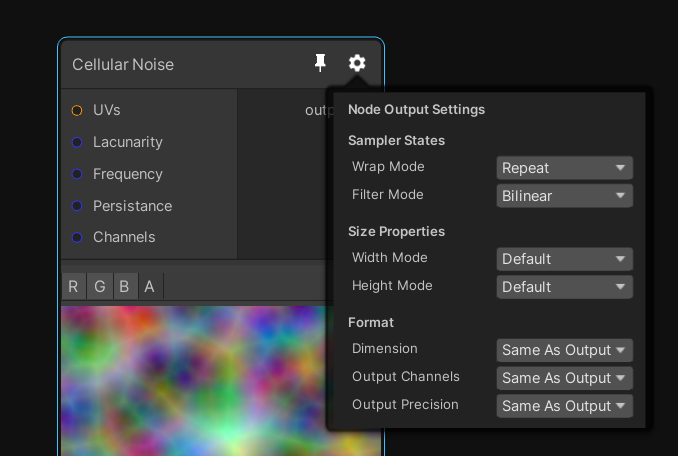 Cellular Noise
UVs
Lacunarity
Frequency
Persistance
Channels
R G B A
Node Output Settings
Sampler States
Wrap Mode Repeat
Filter Mode Bilinear
Size Properties
Width Mode Default
Height Mode Default
Format
Dimension Same As Output
Output Channels Same As Output
Output Precision Same As Output